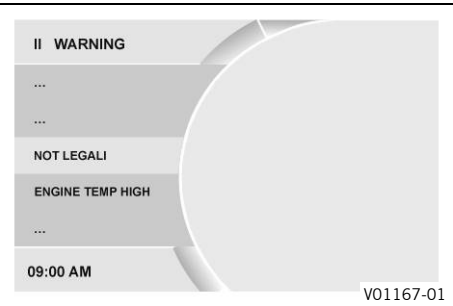 II WARNING
...
...
NOT LEGALI
ENGINE TEMP HIGH
...
09:00 AM
V01167-01